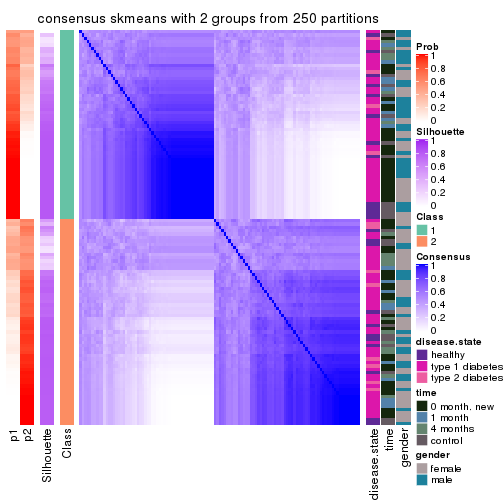 consensus skmeans with 2 groups from 250 partitions
Prob
1
0.8
0.6
0.4
0.2
0
Silhouette
1
0.8
0.6
0.4
0.2
0
Class
1
2
Consensus
1
0.8
0.6
0.4
0.2
0
disease.state
healthy
type 1 diabetes
type 2 diabetes
time
0 month, new
1 month
4 months
control
gender
female
male
p1
p2
Silhouette
Class
disease.state
time
gender